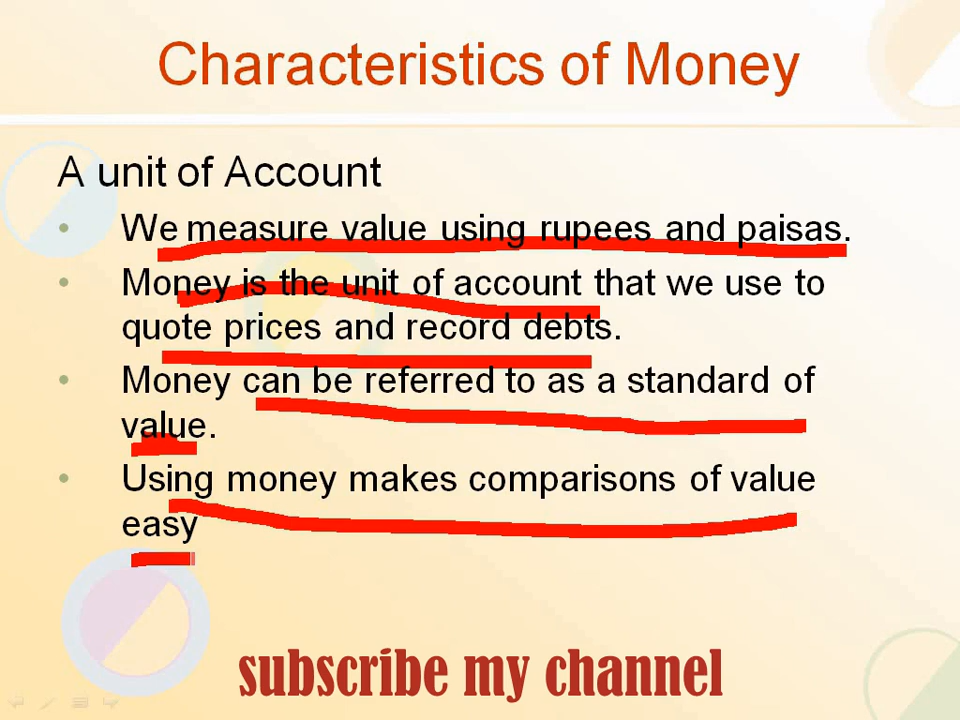 Characteristics of Money
A unit of Account
• We measure value using rupees and paisas.
• Money is the unit of account that we use to
quote prices and record debts.
• Money can be referred to as a standard of
value.
• Using money makes comparisons of value
easy
subscribe my channel